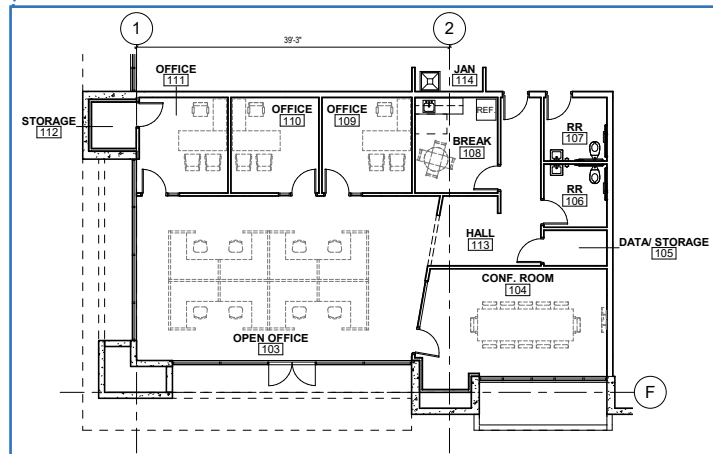 1
2
39'-3"
OFFICE
111
JAN
114
OFFICE
110
OFFICE
109
REF.
STORAGE
112
BREAK
108
RR
107
RR
106
HALL
113
DATA/ STORAGE
105
CONF. ROOM
104
OPEN OFFICE
103
F